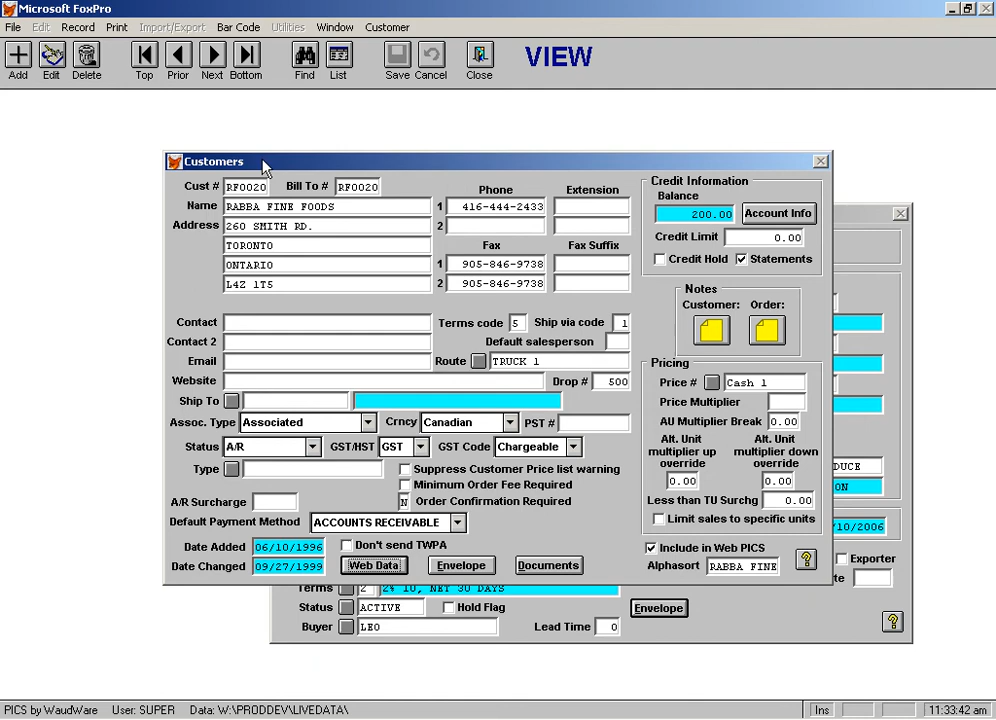 Microsoft FoxPro
File Edit Record Print Import/Export Bar Code Utilities Window Customer
Add Edit Delete Top Prior Next Bottom Find List Save Cancel Close VIEW
Customers
Cust # RF0020 Bill To # RF0020
Name RABBA FINE FOODS
Address 260 SMITH RD.
TORONTO
ONTARIO
L4Z 1T5
Phone Extension
1 416-444-2433
2
Fax Fax Suffix
1 905-846-9738
2 905-846-9738
Contact
Contact 2
Email
Website
Terms code 5 Ship via code 1
Default salesperson
Route TRUCK 1
Drop # 500
Ship To
Assoc. Type Associated Crncy Canadian PST #
Status A/R GST/HST GST GST Code Chargeable
Type
Suppress Customer Price list warning
Minimum Order Fee Required
A/R Surcharge N Order Confirmation Required
Default Payment Method ACCOUNTS RECEIVABLE
Date Added 06/10/1996 Don't send TWPA
Date Changed 09/27/1999 Web Data Envelope Documents
Credit Information
Balance
200.00 Account Info
Credit Limit 0.00
Credit Hold Statements
Notes
Customer: Order:
Pricing
Price # Cash 1
Price Multiplier
AU Multiplier Break 0.00
Alt. Unit multiplier up override
Alt. Unit multiplier down override
0.00 0.00
Less than TU Surchg 0.00
Limit sales to specific units
Include in Web PICS
Alphasort RABBA FINE ?
DUCE
ON
/10/2006
Exporter
te
Terms 2 2% 10, NET 30 DAYS
Status ACTIVE Hold Flag Envelope
Buyer LEO Lead Time 0 ?
PICS by WaudWare User: SUPER Data: W:\PRODDEV\LIVEDATA\ Ins 11:33:42 am